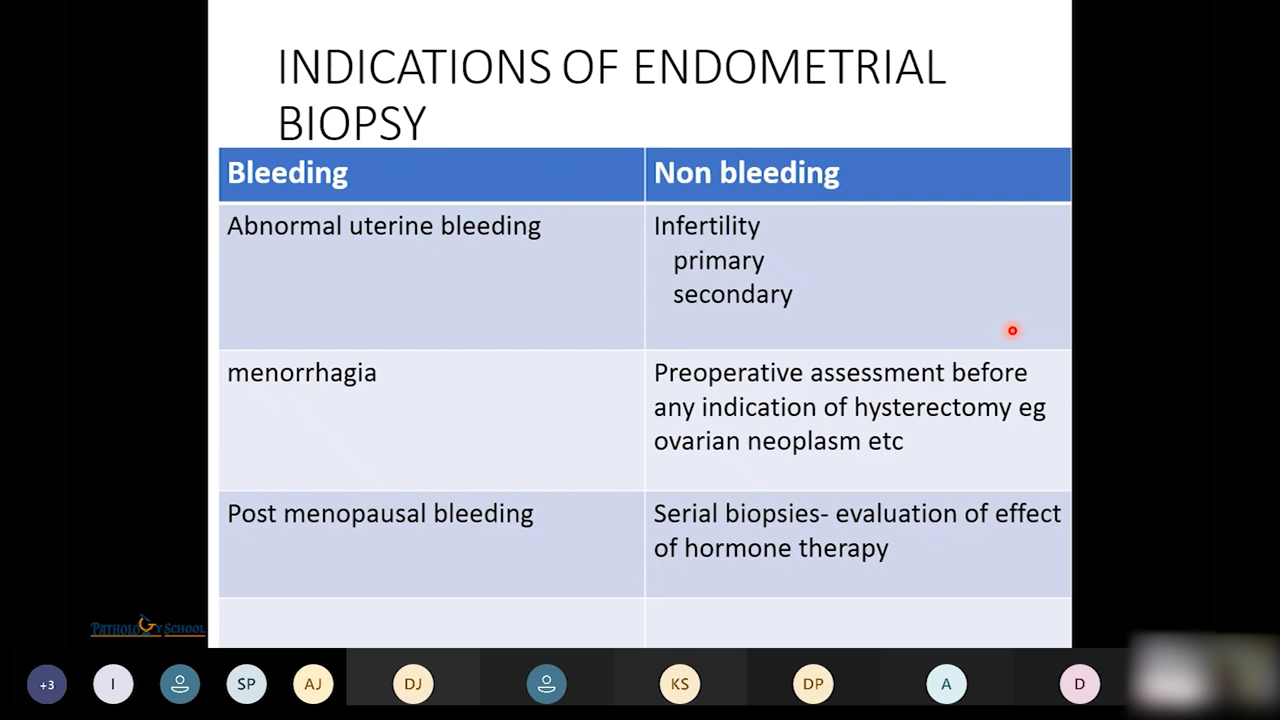 INDICATIONS OF ENDOMETRIAL
BIOPSY
Bleeding
Non bleeding
Abnormal uterine bleeding
Infertility
primary
secondary
menorrhagia
Preoperative assessment before
any indication of hysterectomy eg
ovarian neoplasm etc
Post menopausal bleeding
Serial biopsies- evaluation of effect
of hormone therapy
PATHOLOGY SCHOOL
+3
I
SP
AJ
DJ
KS
DP
A
D